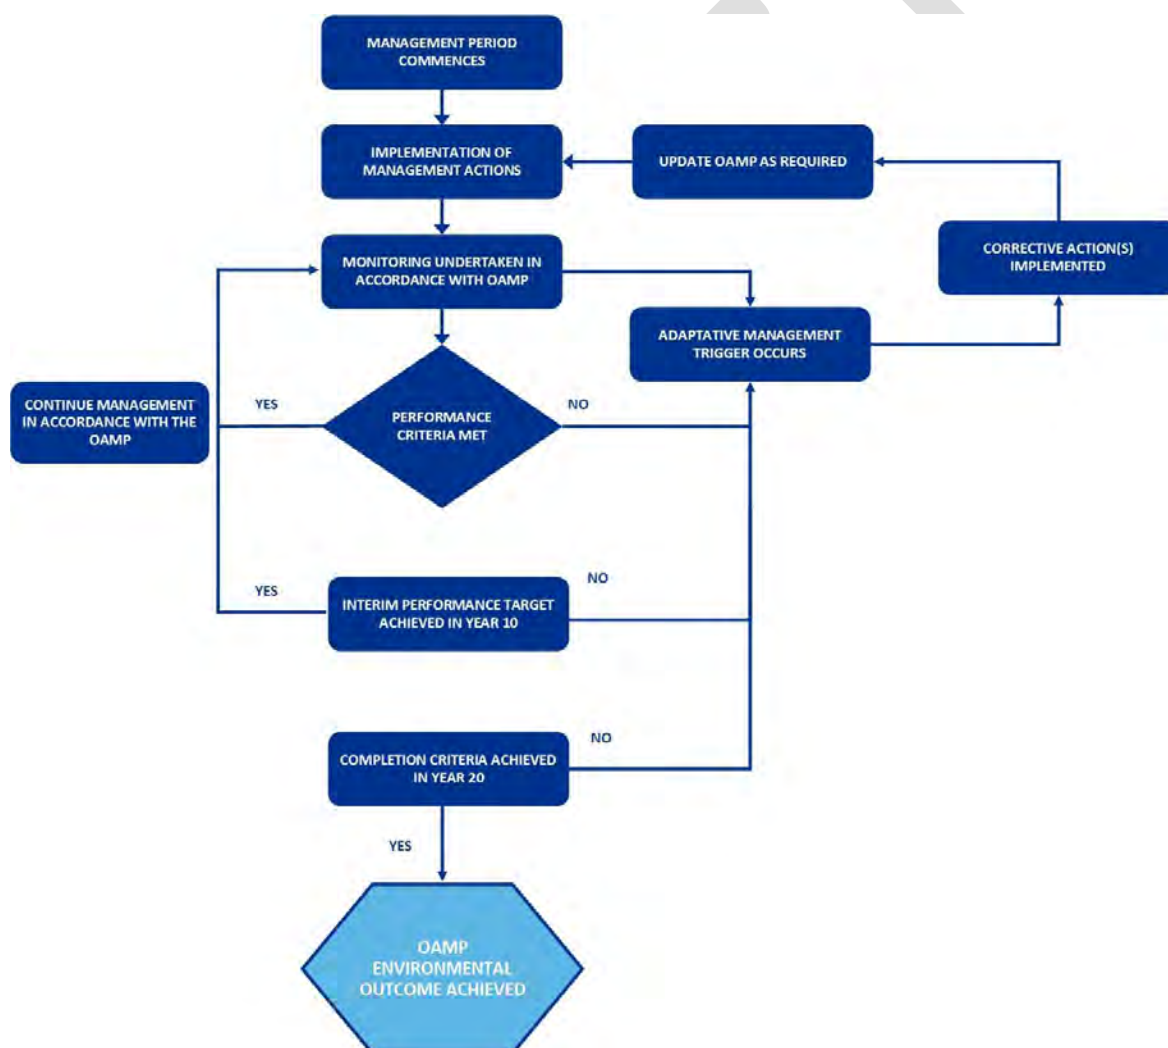 MANAGEMENT PERIOD
COMMENCES
IMPLEMENTATION OF
MANAGEMENT ACTIONS
UPDATE OAMP AS REQUIRED
CORRECTIVE ACTION(S)
IMPLEMENTED
MONITORING UNDERTAKEN IN
ACCORDANCE WITH OAMP
ADAPTATIVE MANAGEMENT
TRIGGER OCCURS
CONTINUE MANAGEMENT
IN ACCORDANCE WITH THE
OAMP
YES
PERFORMANCE
CRITERIA MET
NO
YES
INTERIM PERFORMANCE TARGET
ACHIEVED IN YEAR 10
NO
COMPLETION CRITERIA ACHIEVED
IN YEAR 20
NO
YES
OAMP
ENVIRONMENTAL
OUTCOME ACHIEVED